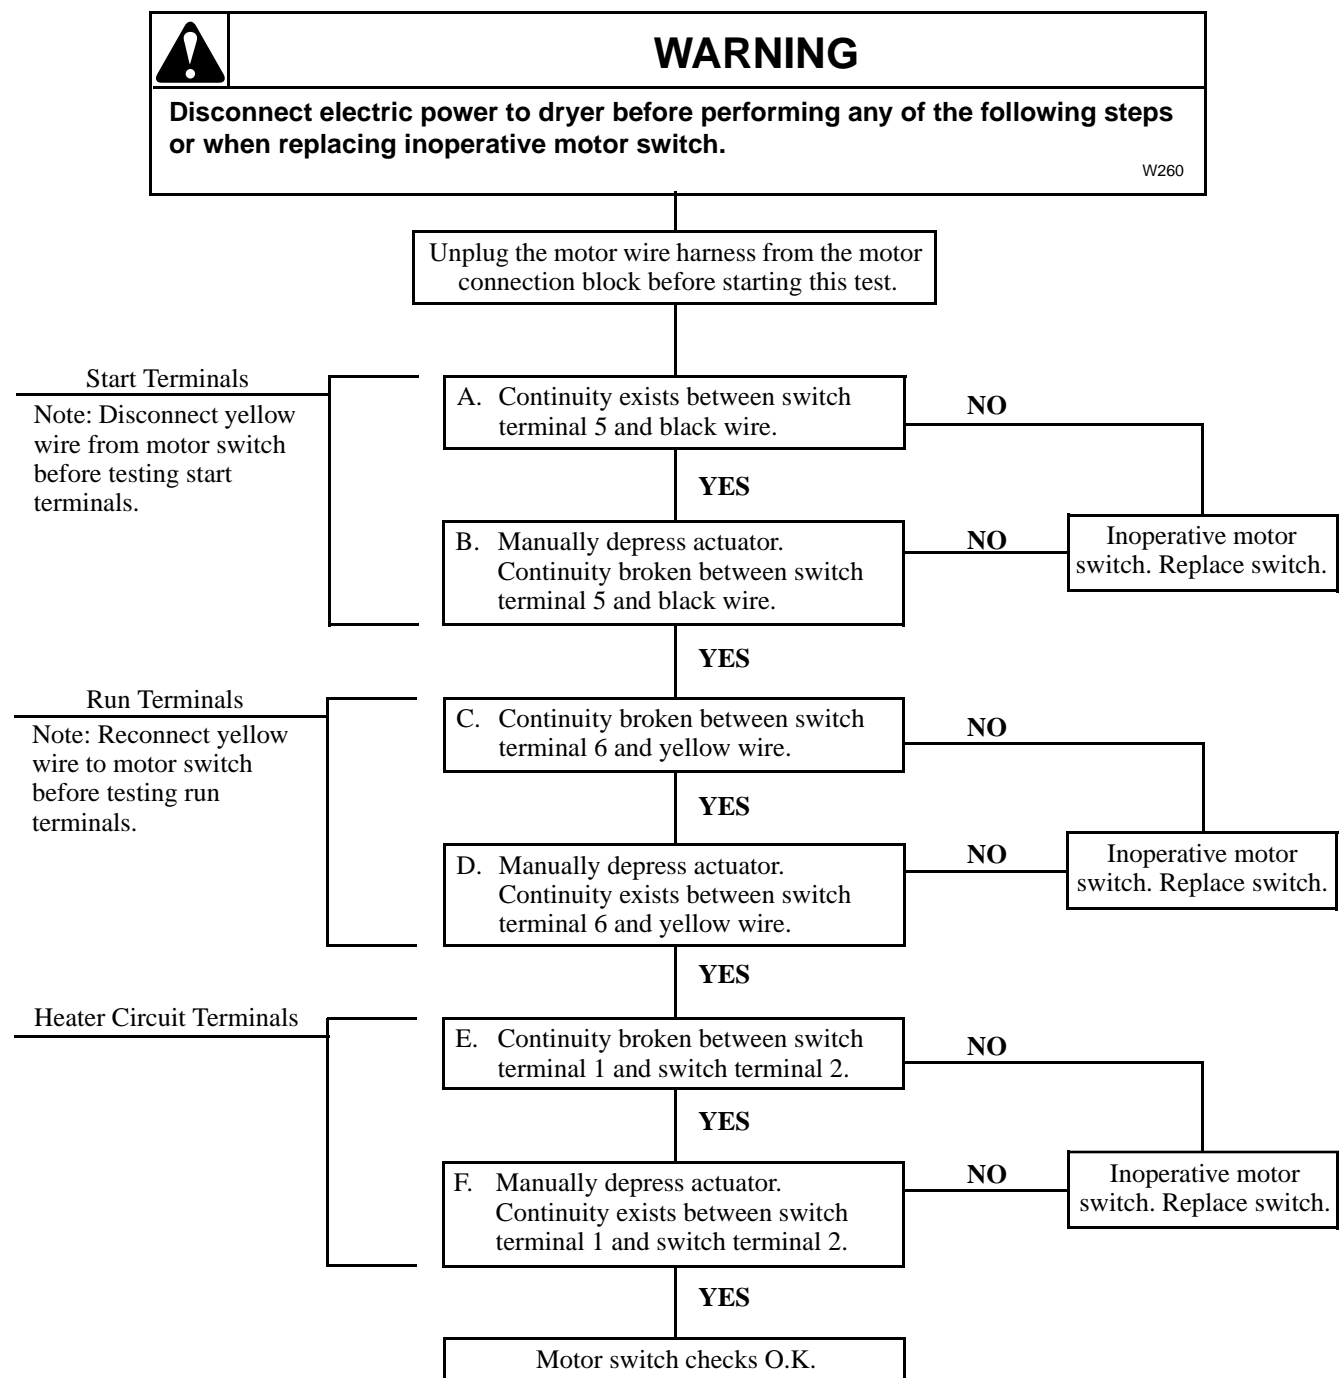 WARNING
Disconnect electric power to dryer before performing any of the following steps
or when replacing inoperative motor switch.
W260
Unplug the motor wire harness from the motor
connection block before starting this test.
Start Terminals
Note: Disconnect yellow
wire from motor switch
before testing start
terminals.
A. Continuity exists between switch
terminal 5 and black wire.
NO
YES
B. Manually depress actuator.
Continuity broken between switch
terminal 5 and black wire.
NO
Inoperative motor
switch. Replace switch.
YES
Run Terminals
Note: Reconnect yellow
wire to motor switch
before testing run
terminals.
C. Continuity broken between switch
terminal 6 and yellow wire.
NO
YES
D. Manually depress actuator.
Continuity exists between switch
terminal 6 and yellow wire.
NO
Inoperative motor
switch. Replace switch.
YES
Heater Circuit Terminals
E. Continuity broken between switch
terminal 1 and switch terminal 2.
NO
YES
F. Manually depress actuator.
Continuity exists between switch
terminal 1 and switch terminal 2.
NO
Inoperative motor
switch. Replace switch.
YES
Motor switch checks O.K.